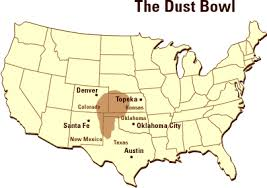 The Dust Bowl
Denver
Colorado
Topeka
Kansas
Santa Fe
New Mexico
Oklahoma
Oklahoma City
Texas
Austin